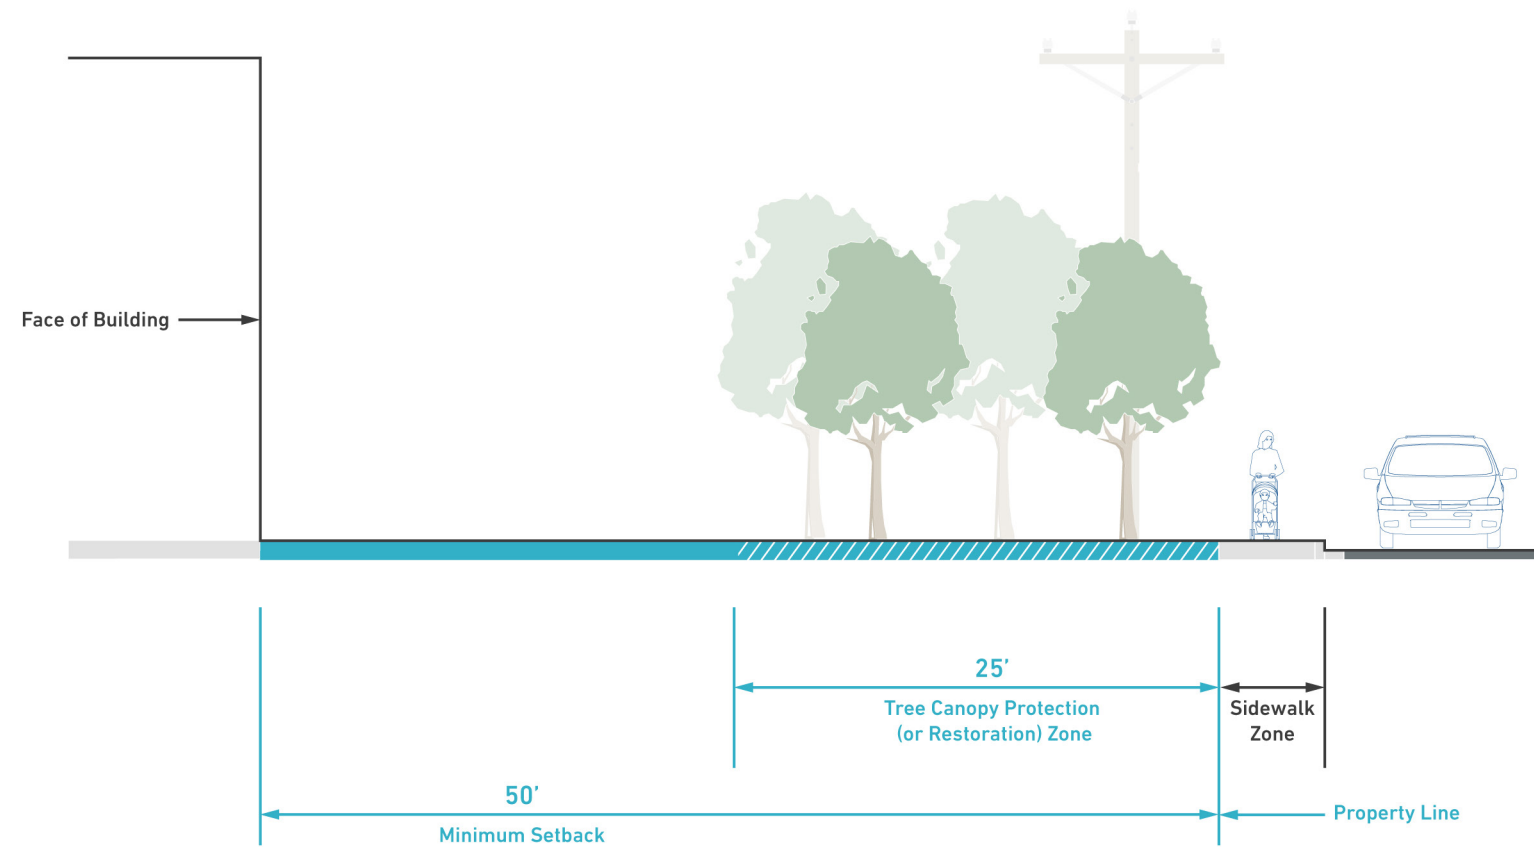 Face of Building
25’
Tree Canopy Protection
(or Restoration) Zone
Sidewalk
Zone
50’
Minimum Setback
Property Line